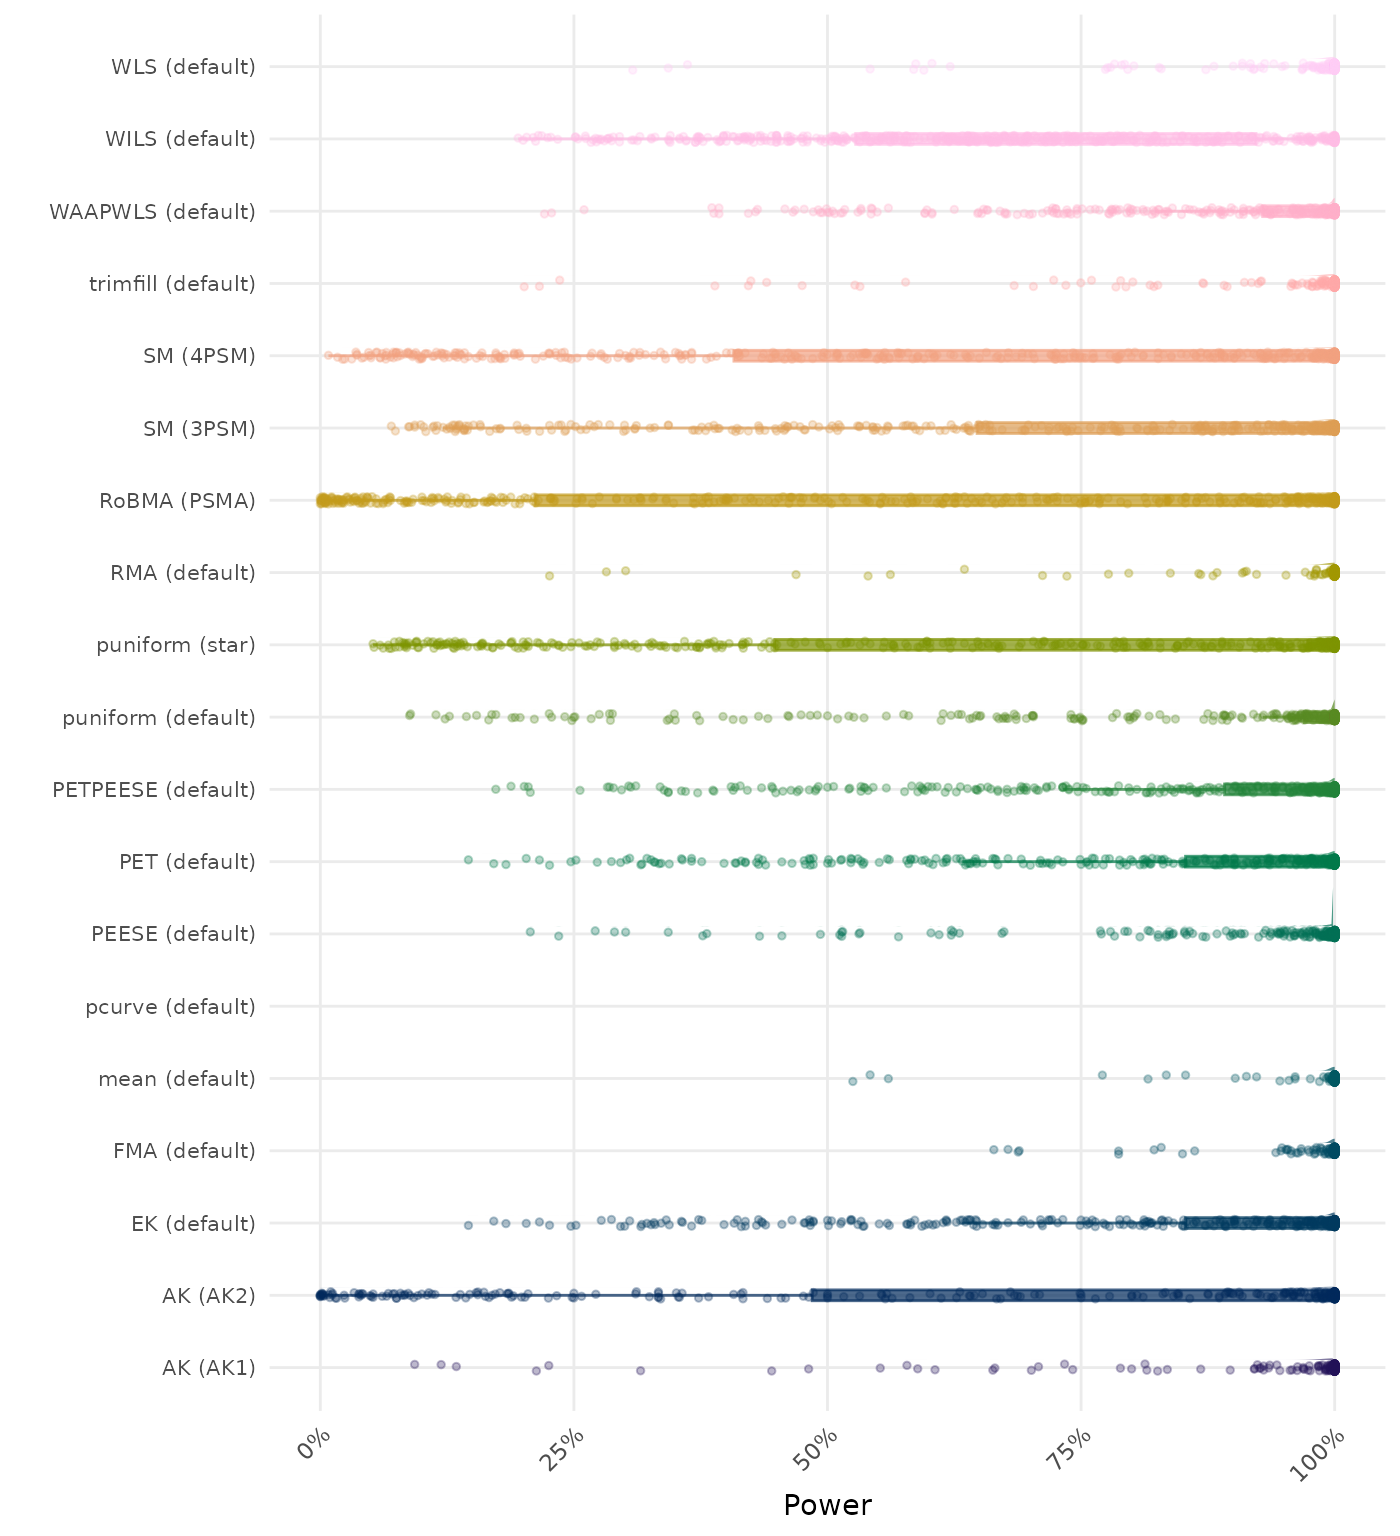 WLS (default)
WILS (default)
WAAPWLS (default)
trimfill (default)
SM (4PSM)
SM (3PSM)
RoBMA (PSMA)
RMA (default)
puniform (star)
puniform (default)
PETPEESE (default)
PET (default)
PEESE (default)
pcurve (default)
mean (default)
FMA (default)
EK (default)
AK (AK2)
AK (AK1)
0%
25%
50%
75%
100%
Power